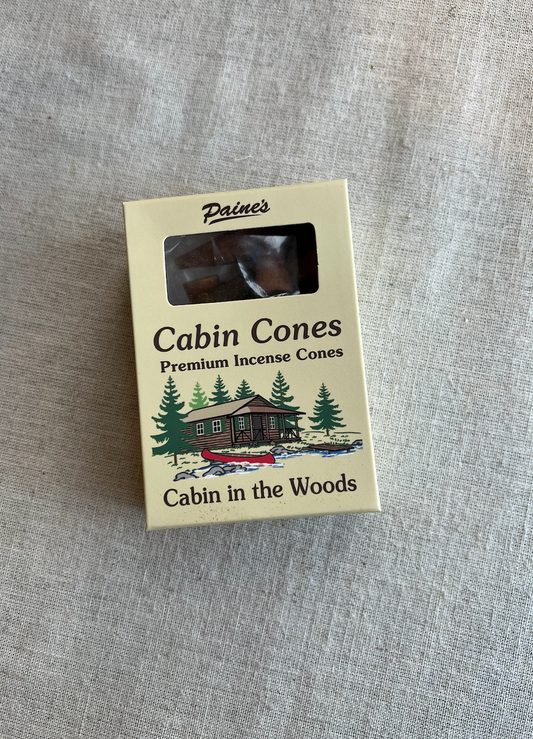 Paine's
Cabin Cones
Premium Incense Cones
Cabin in the Woods